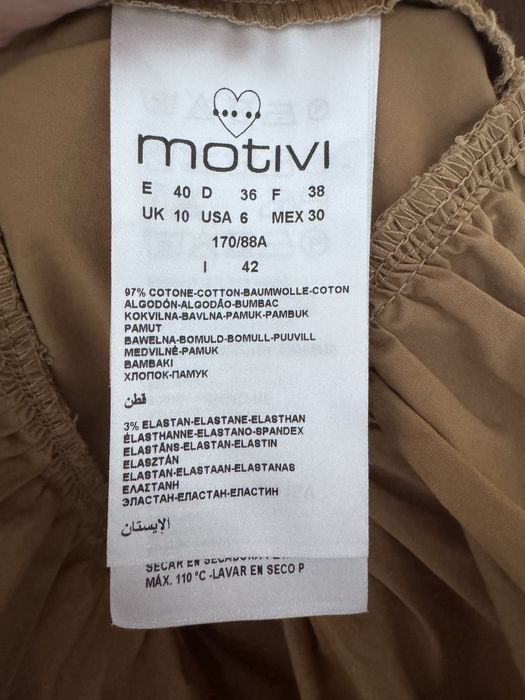 motivi
E 40 D 36 F 38
UK 10 USA 6 MEX 30
170/88A
I 42
97% COTONE-COTTON-BAUMWOLLE-COTON
ALGODÓN-ALGODÃO-BUMBAC
KOKVILNA-BAVLNA-PAMUK-PAMBUK
PAMUT
BAWEŁNA-BOMULD-BOMULL-PUUVILL
MEDVILNĖ-PAMUK
BAMBAKI
ХЛОПОК-ПАМУК
قطن
3% ELASTAN-ELASTANE-ELASTHAN
ÉLASTHANNE-ELASTANO-SPANDEX
ELASTĀNS-ELASTAN-ELASTIN
ELASZTÁN
ELASTAN-ELASTAAN-ELASTANAS
ΕΛΑΣΤΑΝΗ
ЭЛАСТАН-ЕЛАСТАН-ЕЛАСТИН
الإيستان
SECAR EN SECADORA
MÁX. 110 °C -LAVAR EN SECO P